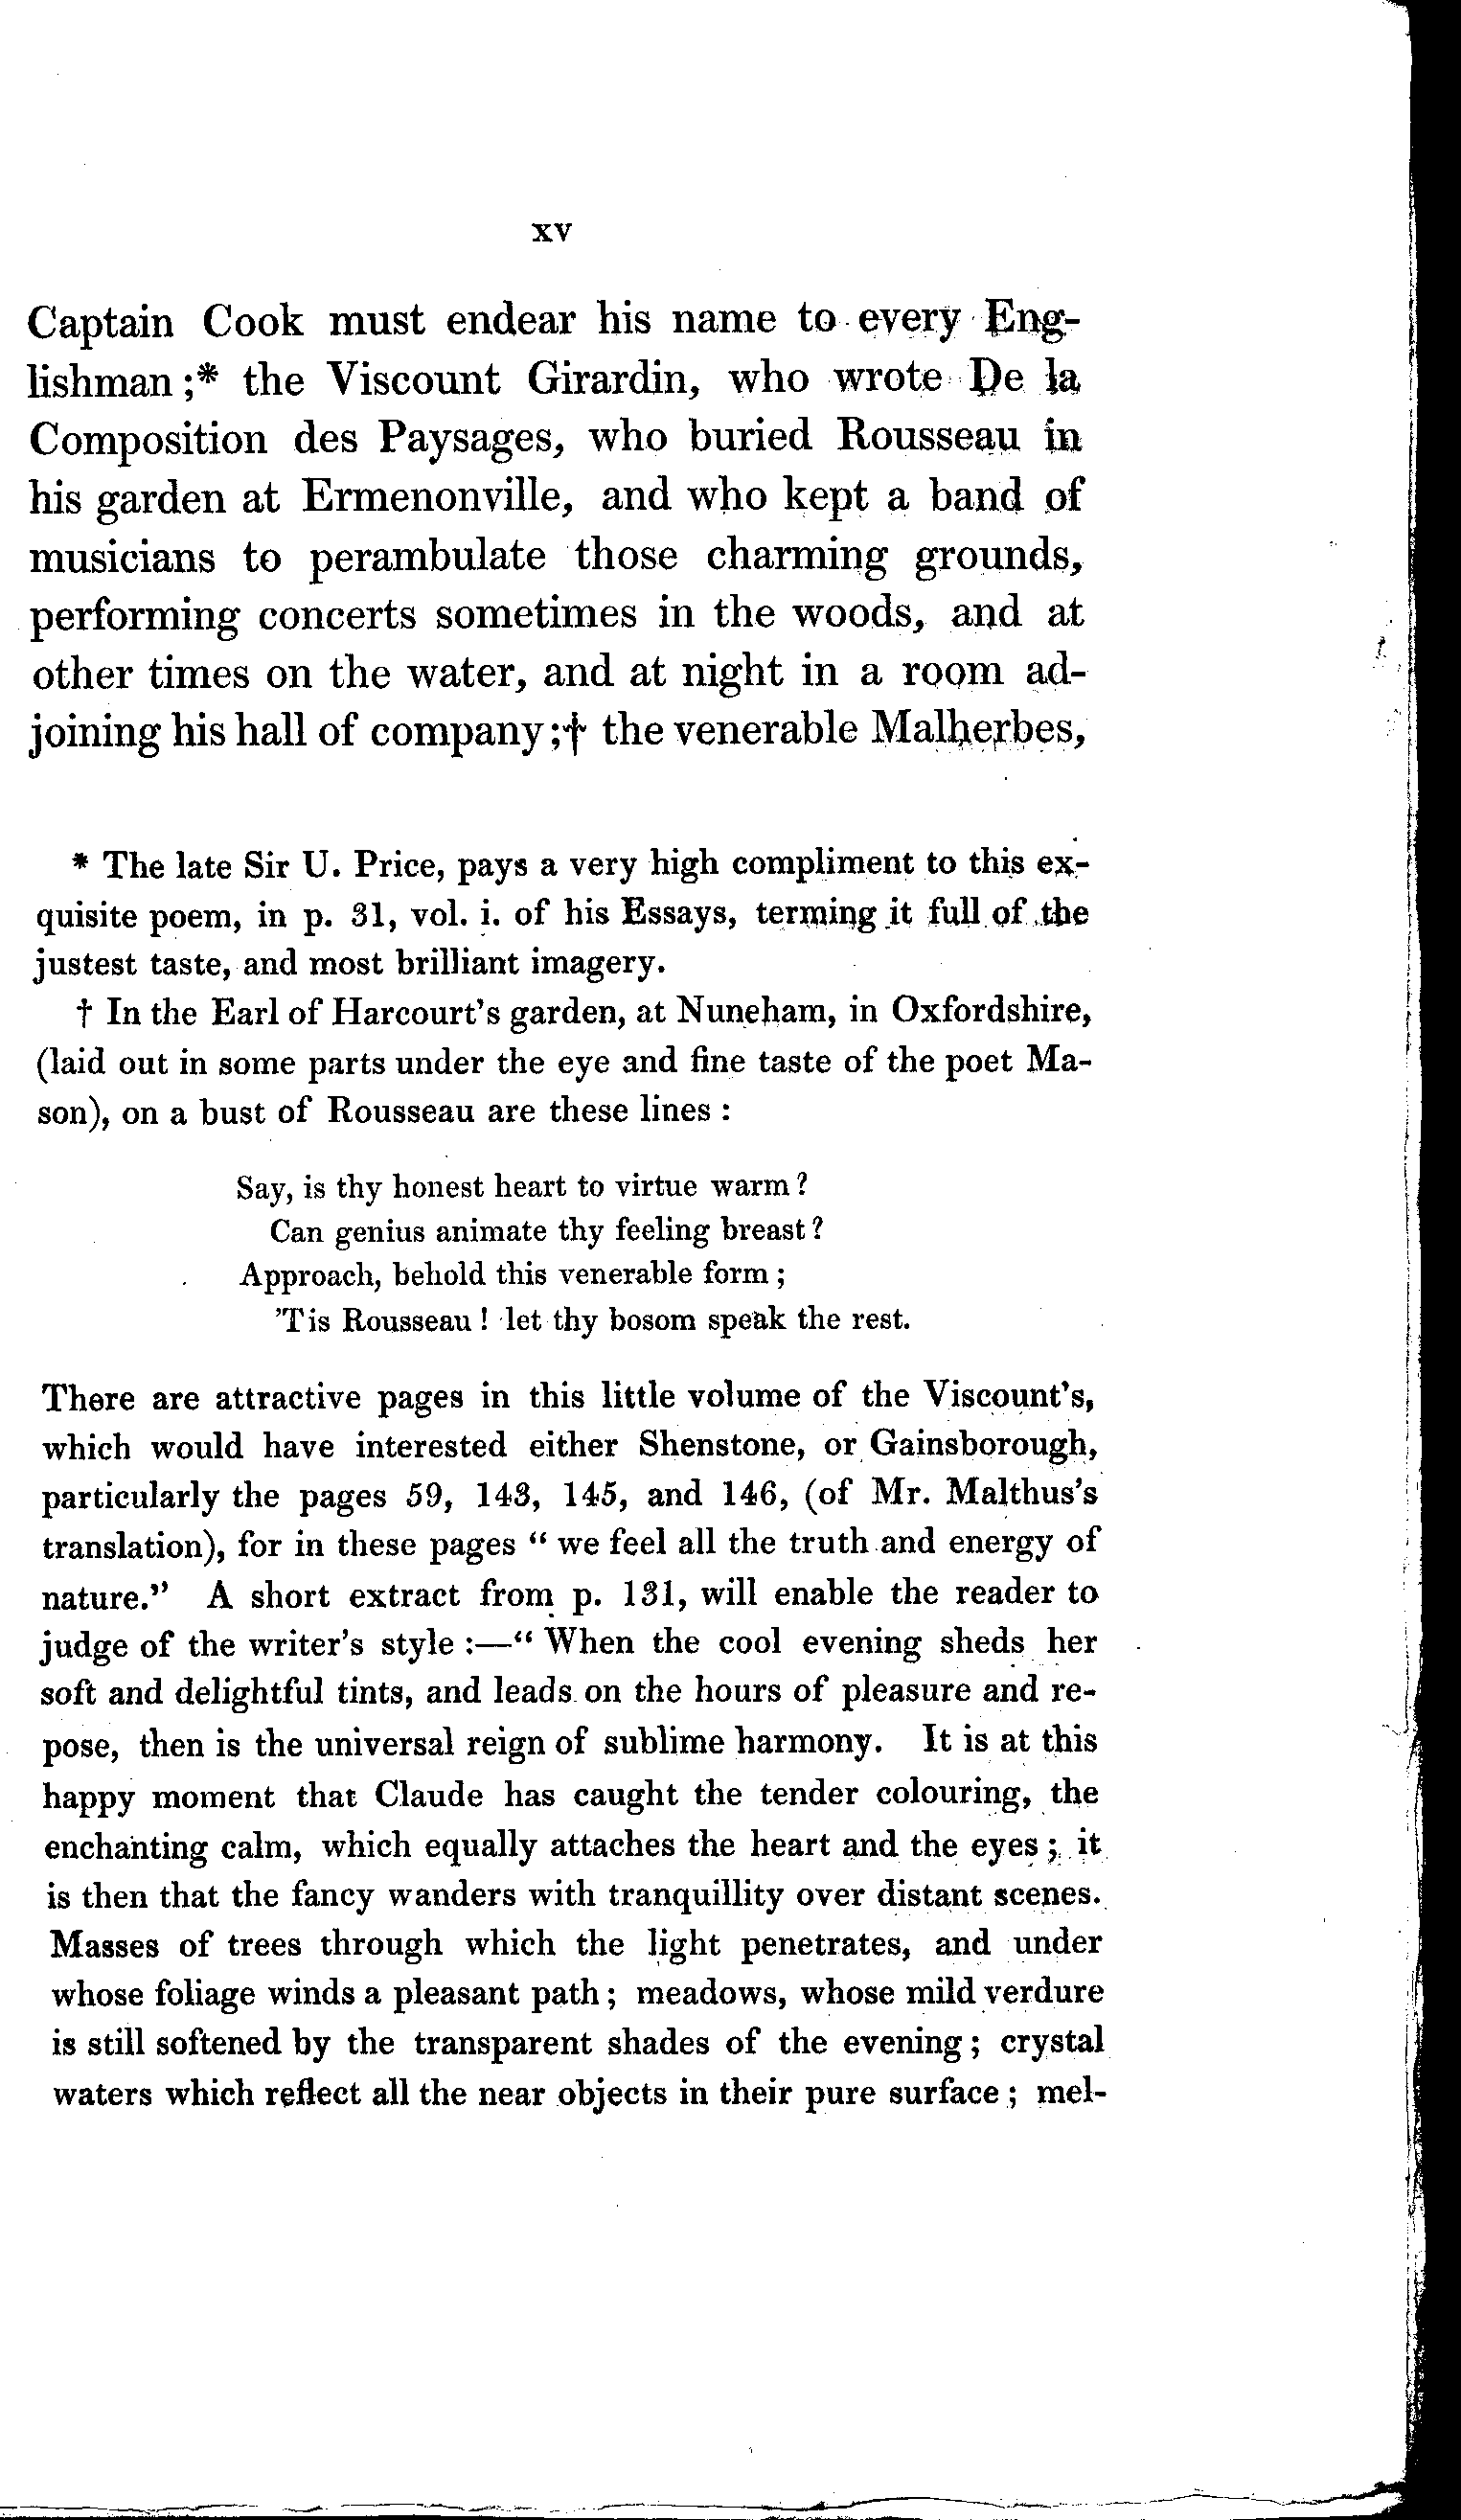 xv
Captain Cook must endear his name to every Eng-
lishman;* the Viscount Girardin, who wrote De la
Composition des Paysages, who buried Rousseau in
his garden at Ermenonville, and who kept a band of
musicians to perambulate those charming grounds,
performing concerts sometimes in the woods, and at
other times on the water, and at night in a room ad-
joining his hall of company;† the venerable Malherbes,
* The late Sir U. Price, pays a very high compliment to this ex-
quisite poem, in p. 31, vol. i. of his Essays, terming it full of the
justest taste, and most brilliant imagery.
† In the Earl of Harcourt's garden, at Nuneham, in Oxfordshire,
(laid out in some parts under the eye and fine taste of the poet Ma-
son), on a bust of Rousseau are these lines :
Say, is thy honest heart to virtue warm?
Can genius animate thy feeling breast?
Approach, behold this venerable form;
'Tis Rousseau! let thy bosom speak the rest.
There are attractive pages in this little volume of the Viscount's,
which would have interested either Shenstone, or Gainsborough,
particularly the pages 59, 143, 145, and 146, (of Mr. Malthus's
translation), for in these pages "we feel all the truth and energy of
nature." A short extract from p. 131, will enable the reader to
judge of the writer's style :—"When the cool evening sheds her
soft and delightful tints, and leads on the hours of pleasure and re-
pose, then is the universal reign of sublime harmony. It is at this
happy moment that Claude has caught the tender colouring, the
enchanting calm, which equally attaches the heart and the eyes; it
is then that the fancy wanders with tranquillity over distant scenes.
Masses of trees through which the light penetrates, and under
whose foliage winds a pleasant path; meadows, whose mild verdure
is still softened by the transparent shades of the evening; crystal
waters which reflect all the near objects in their pure surface; mel-